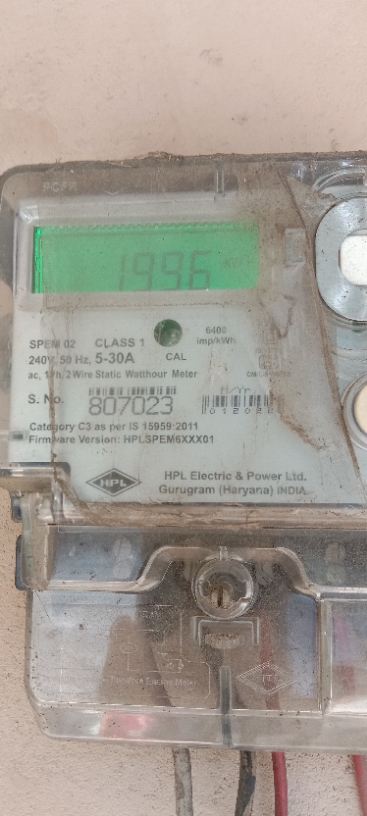 1996
SPEM 02 CLASS 1 6400
240V, 50 Hz, 5-30A CAL imp/kWh
ac, 1Ph, 2Wire Static Watthour Meter
S. No. 807023 M/Yr
Category C3 as per IS 15959:2011
Firmware Version: HPLSPEM6XXX01
HPL HPL Electric & Power Ltd.
Gurugram (Haryana) INDIA.